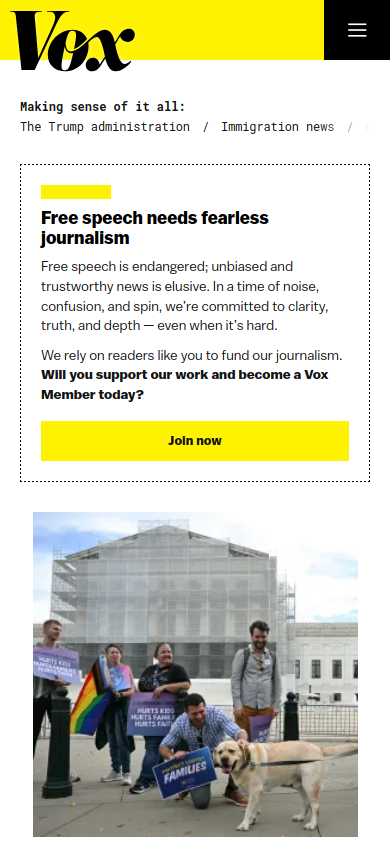 Vox
Making sense of it all:
The Trump administration / Immigration news /
Free speech needs fearless
journalism
Free speech is endangered; unbiased and
trustworthy news is elusive. In a time of noise,
confusion, and spin, we’re committed to clarity,
truth, and depth — even when it’s hard.
We rely on readers like you to fund our journalism.
Will you support our work and become a Vox
Member today?
Join now
HURTS KIDS
HURTS FAMILIES
HURTS KIDS
HURTS FAMILIES
PROTECT LGBTQ+
FAMILIES